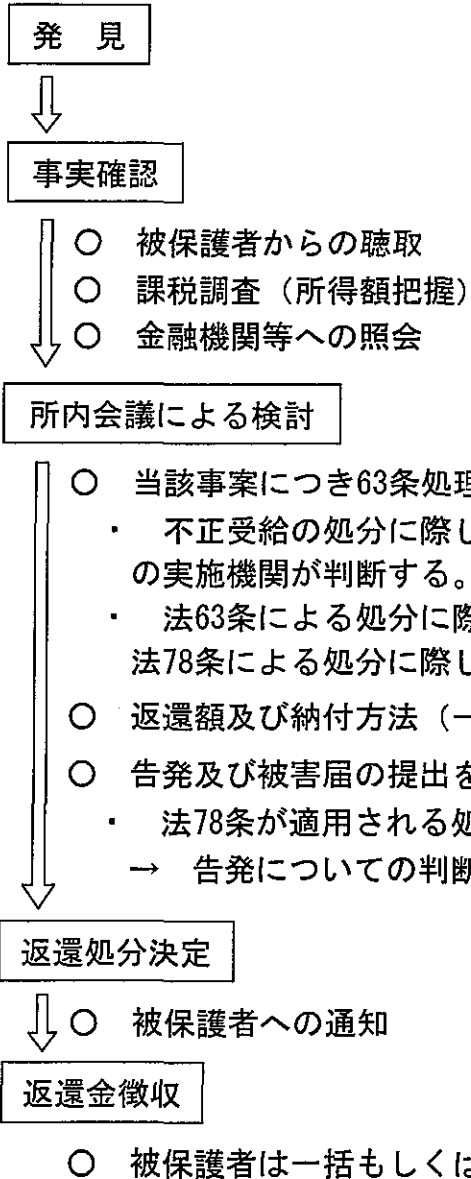 発 見
事実確認
○ 被保護者からの聴取
○ 課税調査（所得額把握）
○ 金融機関等への照会
所内会議による検討
○ 当該事案につき63条処理
・ 不正受給の処分に際し
の実施機関が判断する。
・ 法63条による処分に際
法78条による処分に際し
○ 返還額及び納付方法（一
○ 告発及び被害届の提出を
・ 法78条が適用される処
→ 告発についての判断
返還処分決定
○ 被保護者への通知
返還金徴収
○ 被保護者は一括もしくは